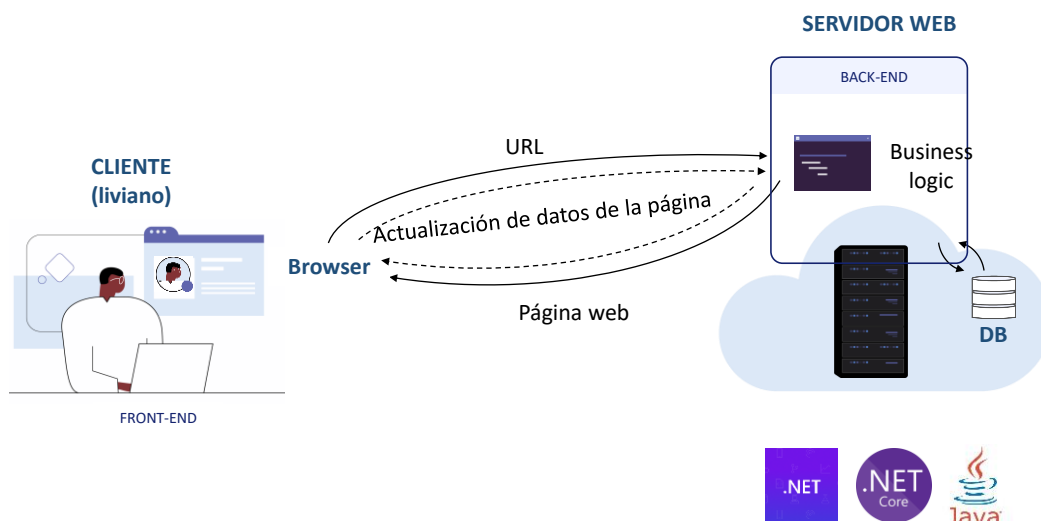 SERVIDOR WEB
BACK-END
Business
logic
URL
CLIENTE
(liviano)
Actualización de datos de la página
Browser
Página web
DB
FRONT-END
.NET
.NET
Core
Java